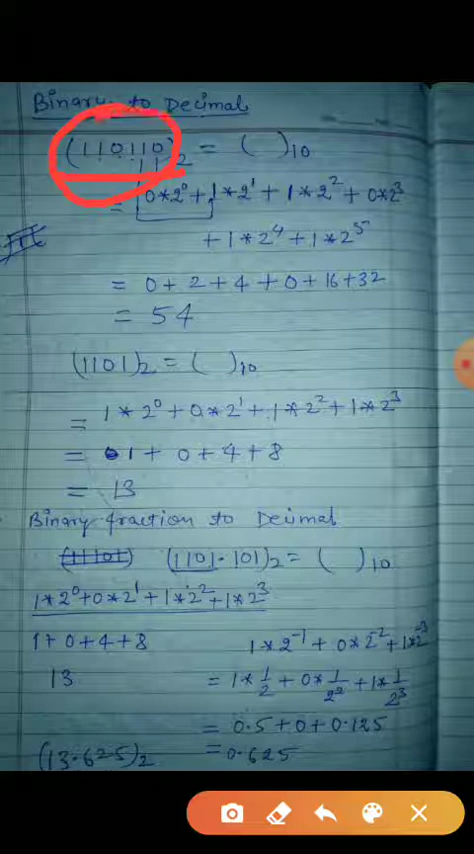 Binary to Decimal
(110110)2 = ( )10
= 0*2^0 + 1*2^1 + 1*2^2 + 0*2^3
+ 1*2^4 + 1*2^5
= 0 + 2 + 4 + 0 + 16 + 32
= 54
(1101)2 = ( )10
= 1*2^0 + 0*2^1 + 1*2^2 + 1*2^3
= 1 + 0 + 4 + 8
= 13
Binary fraction to Decimal
(1101.101)2 = ( )10
1*2^0 + 0*2^1 + 1*2^2 + 1*2^3
1 + 0 + 4 + 8
13
1*2^-1 + 0*2^-2 + 1*2^-3
= 1*1/2 + 0*1/2^2 + 1*1/2^3
= 0.5 + 0 + 0.125
= 0.625
(13.625)2